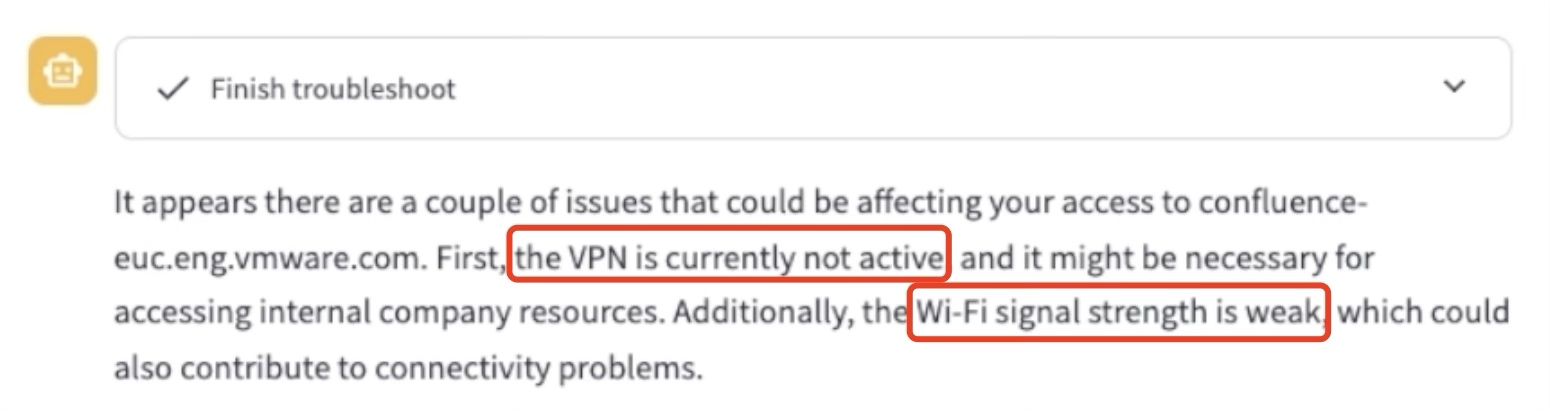 Finish troubleshoot
It appears there are a couple of issues that could be affecting your access to confluence-
euc.eng.vmware.com. First, the VPN is currently not active, and it might be necessary for
accessing internal company resources. Additionally, the Wi-Fi signal strength is weak, which could
also contribute to connectivity problems.